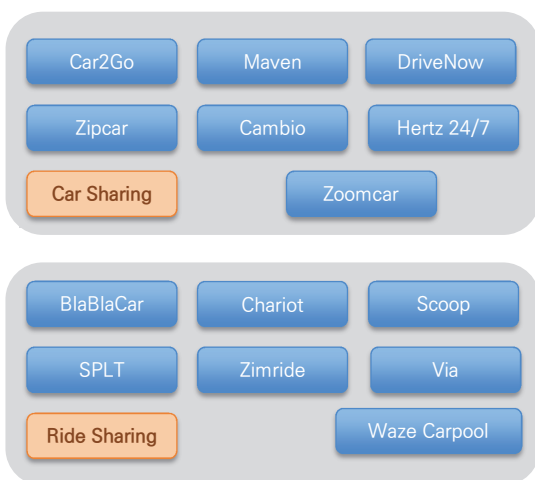 Car2Go
Maven
DriveNow
Zipcar
Cambio
Hertz 24/7
Car Sharing
Zoomcar
BlaBlaCar
Chariot
Scoop
SPLT
Zimride
Via
Ride Sharing
Waze Carpool